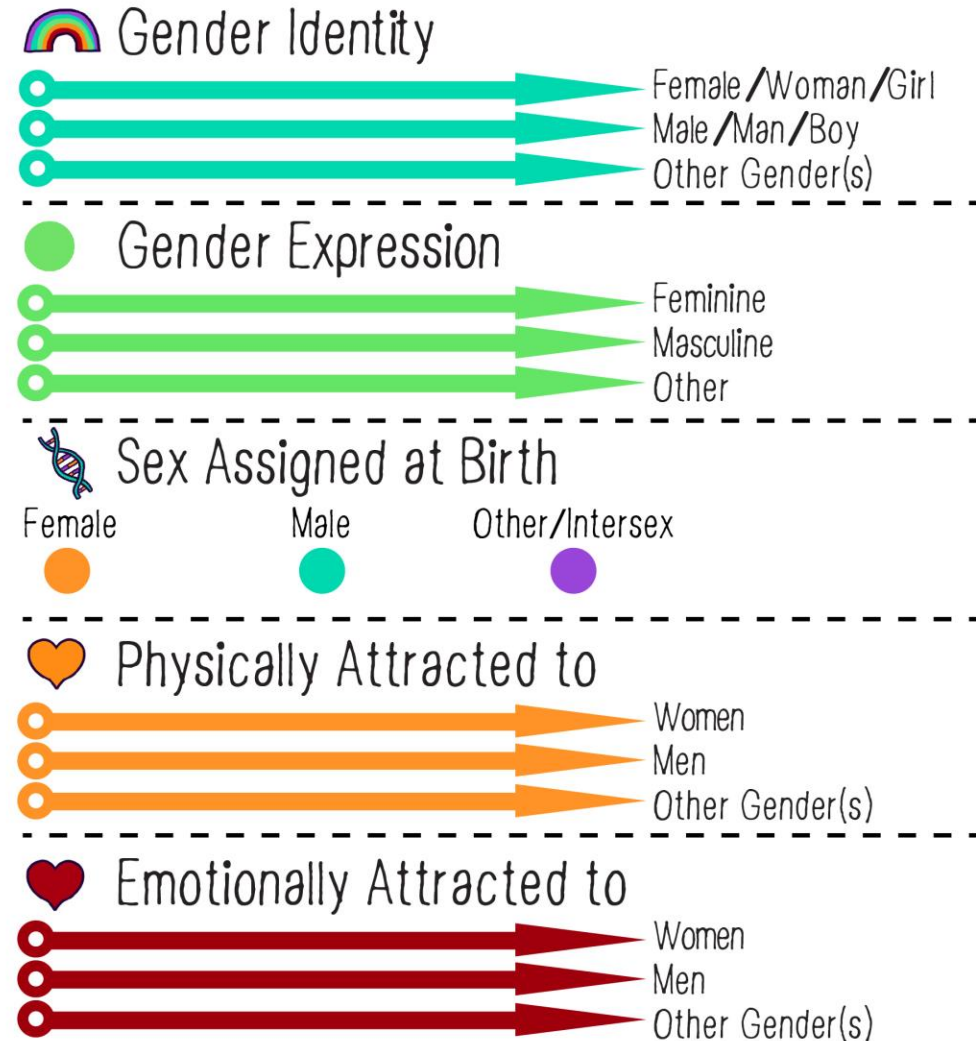 Gender Identity
Female/Woman/Girl
Male/Man/Boy
Other Gender(s)
Gender Expression
Feminine
Masculine
Other
Sex Assigned at Birth
Female Male Other/Intersex
Physically Attracted to
Women
Men
Other Gender(s)
Emotionally Attracted to
Women
Men
Other Gender(s)